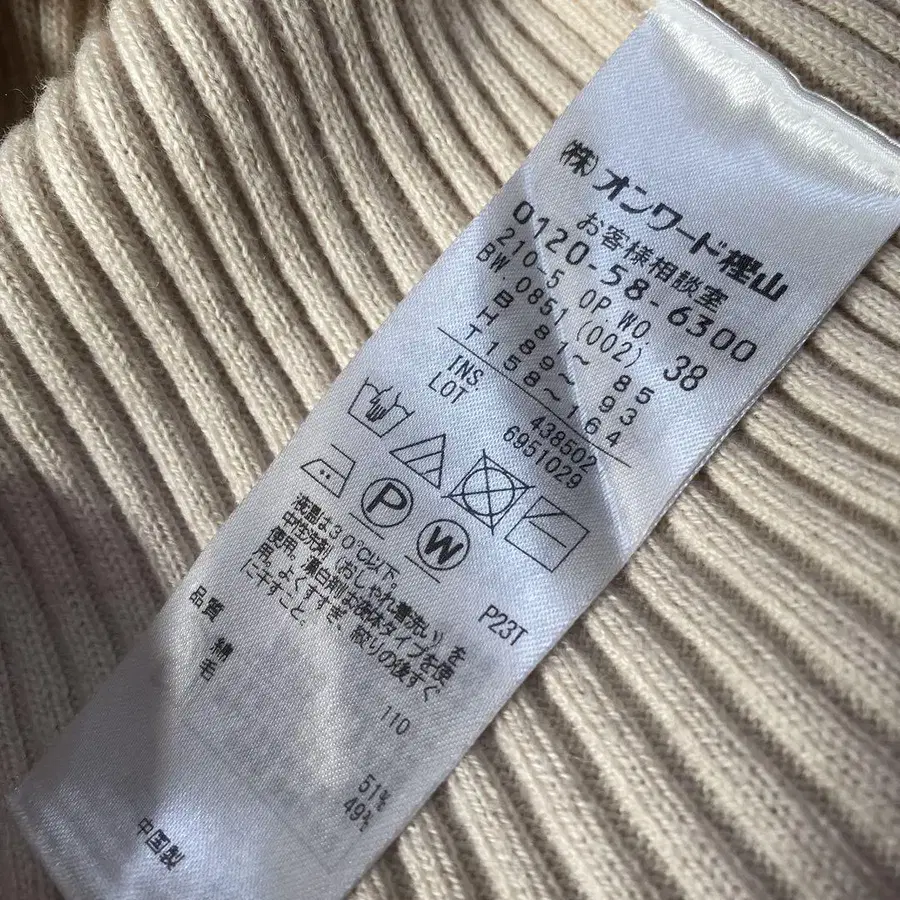 (株)オンワード樫山
お客様相談室
0120-58-6300
210 5 OP WO. 38
BW 0851(002)
B 81～ 85
H 89～ 93
T158～164
INS 438502
LOT 6951029
P
W
P23T
液温は30℃以下。
中性洗剤（おしゃれ着洗い）を
使用。漂白剤は液体タイプを使
用。よくすすぎ、絞りの後すぐ
に干すこと。
110
品質
綿 51%
毛 49%
中国製